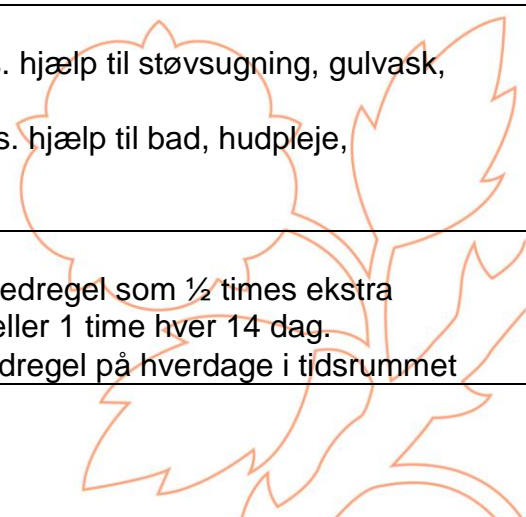 s. hjælp til støvsugning, gulvask,
s. hjælp til bad, hudpleje,
edregel som ½ times ekstra
eller 1 time hver 14 dag.
dregel på hverdage i tidsrummet